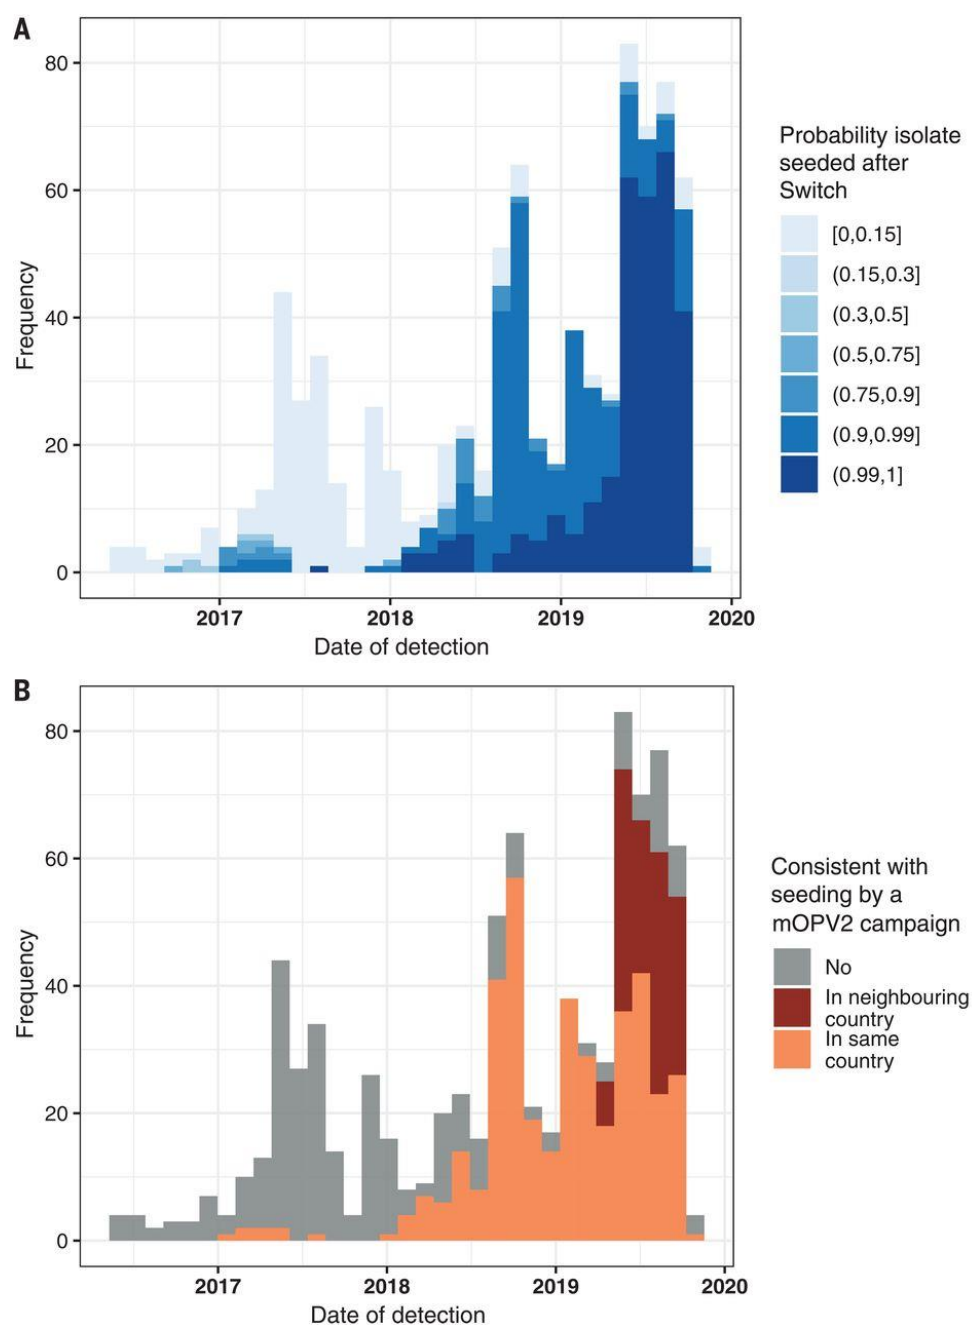 A
80
60
40
20
0
Frequency
2017
2018
2019
2020
Date of detection
Probability isolate
seeded after
Switch
[0,0.15]
(0.15,0.3]
(0.3,0.5]
(0.5,0.75]
(0.75,0.9]
(0.9,0.99]
(0.99,1]
B
80
60
40
20
0
Frequency
2017
2018
2019
2020
Date of detection
Consistent with
seeding by a
mOPV2 campaign
No
In neighbouring
country
In same
country